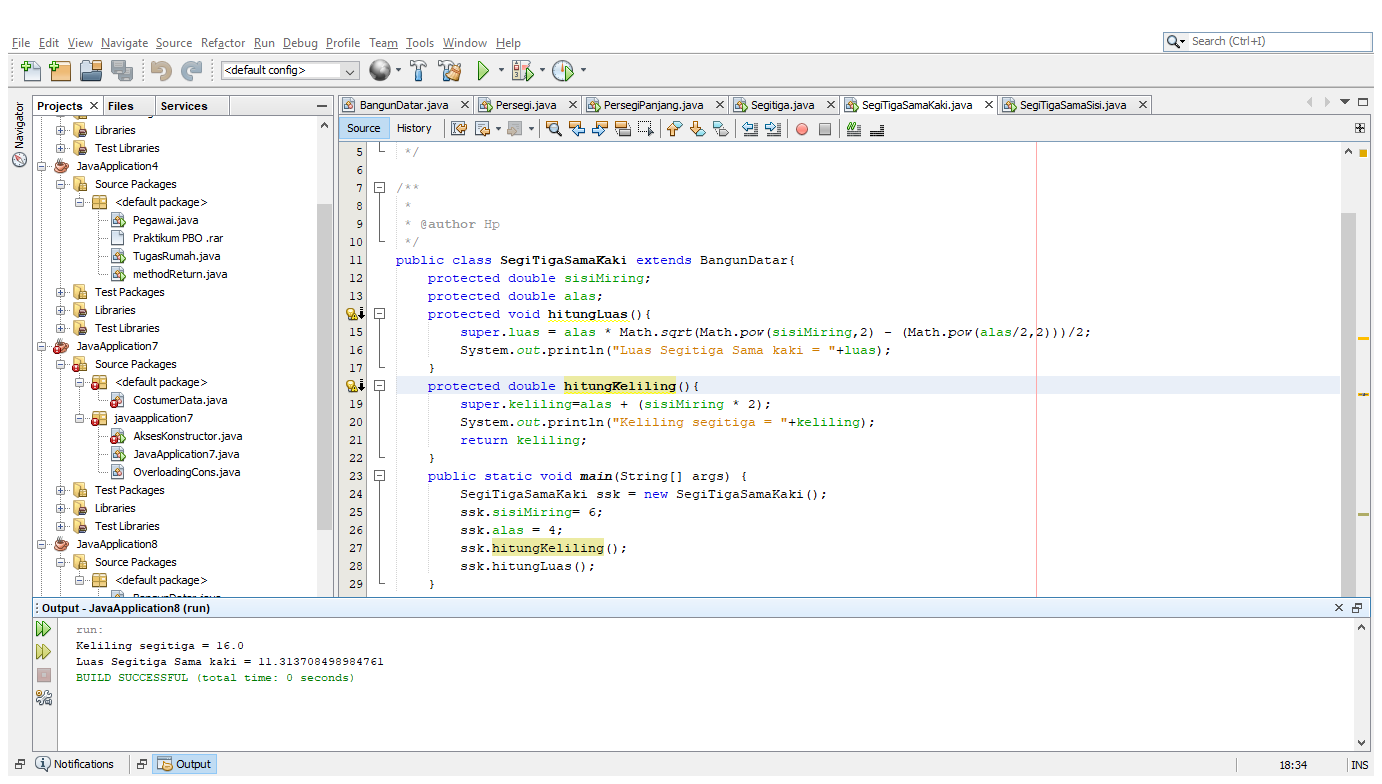 File Edit View Navigate Source Refactor Run Debug Profile Team Tools Window Help
Search (Ctrl+I)
<default config>
Navigator
Projects
Files
Services
Libraries
Test Libraries
JavaApplication4
Source Packages
<default package>
Pegawai.java
Praktikum PBO .rar
TugasRumah.java
methodReturn.java
Test Packages
Libraries
Test Libraries
JavaApplication7
Source Packages
<default package>
CostumerData.java
javaapplication7
AksesKonstructor.java
JavaApplication7.java
OverloadingCons.java
Test Packages
Libraries
Test Libraries
JavaApplication8
Source Packages
<default package>
BangunDatar.java Persegi.java PersegiPanjang.java Segitiga.java SegiTigaSamaKaki.java SegiTigaSamaSisi.java
Source History
5 */
6
7 /**
8 *
9 * @author Hp
10 */
11 public class SegiTigaSamaKaki extends BangunDatar{
12 protected double sisiMiring;
13 protected double alas;
protected void hitungLuas(){
15 super.luas = alas * Math.sqrt(Math.pow(sisiMiring,2) - (Math.pow(alas/2,2)))/2;
16 System.out.println("Luas Segitiga Sama kaki = "+luas);
17 }
protected double hitungKeliling(){
19 super.keliling=alas + (sisiMiring * 2);
20 System.out.println("Keliling segitiga = "+keliling);
21 return keliling;
22 }
23 public static void main(String[] args) {
24 SegiTigaSamaKaki ssk = new SegiTigaSamaKaki();
25 ssk.sisiMiring= 6;
26 ssk.alas = 4;
27 ssk.hitungKeliling();
28 ssk.hitungLuas();
29 }
Output - JavaApplication8 (run)
run:
Keliling segitiga = 16.0
Luas Segitiga Sama kaki = 11.313708498984761
BUILD SUCCESSFUL (total time: 0 seconds)
Notifications
Output
18:34
INS